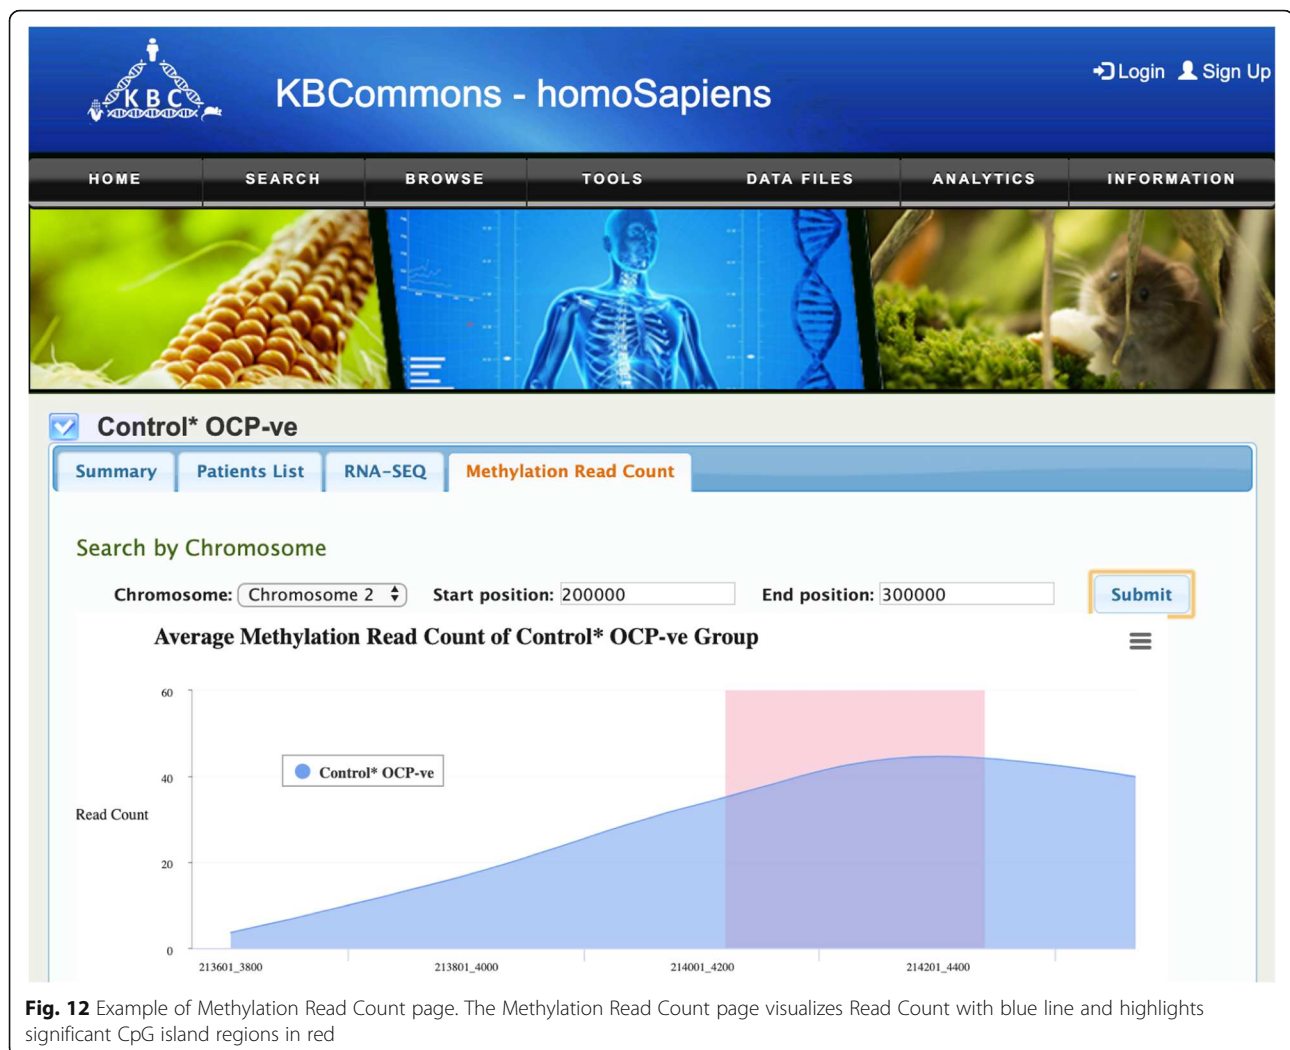 KBC
KBCommons - homoSapiens
Login Sign Up
HOME SEARCH BROWSE TOOLS DATA FILES ANALYTICS INFORMATION
Control* OCP-ve
Summary Patients List RNA-SEQ Methylation Read Count
Search by Chromosome
Chromosome: Chromosome 2 Start position: 200000 End position: 300000 Submit
Average Methylation Read Count of Control* OCP-ve Group
60
Control* OCP-ve
40
Read Count
20
0
213601_3800 213801_4000 214001_4200 214201_4400
Fig. 12 Example of Methylation Read Count page. The Methylation Read Count page visualizes Read Count with blue line and highlights
significant CpG island regions in red